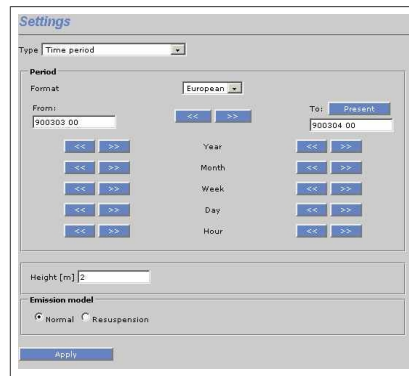 Settings
Type Time period
Period
Format European
From: << >> To: Present
900303 00 900304 00
<< >> Year << >>
<< >> Month << >>
<< >> Week << >>
<< >> Day << >>
<< >> Hour << >>
Height [m] 2
Emission model
Normal Resuspension
Apply